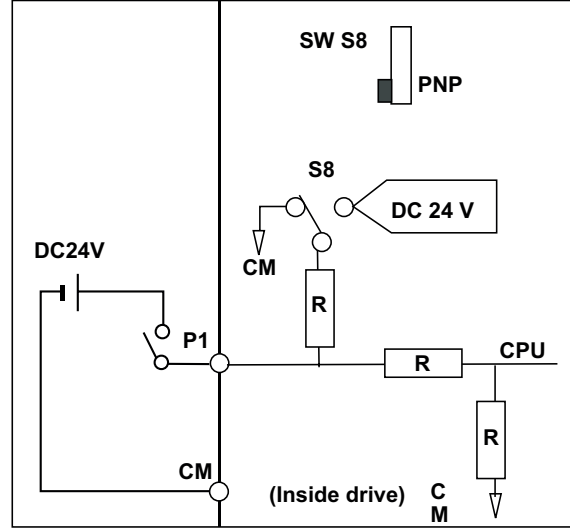 SW S8
PNP
S8
DC 24 V
CM
DC24V
R
P1
R
CPU
R
CM
(Inside drive)
C
M